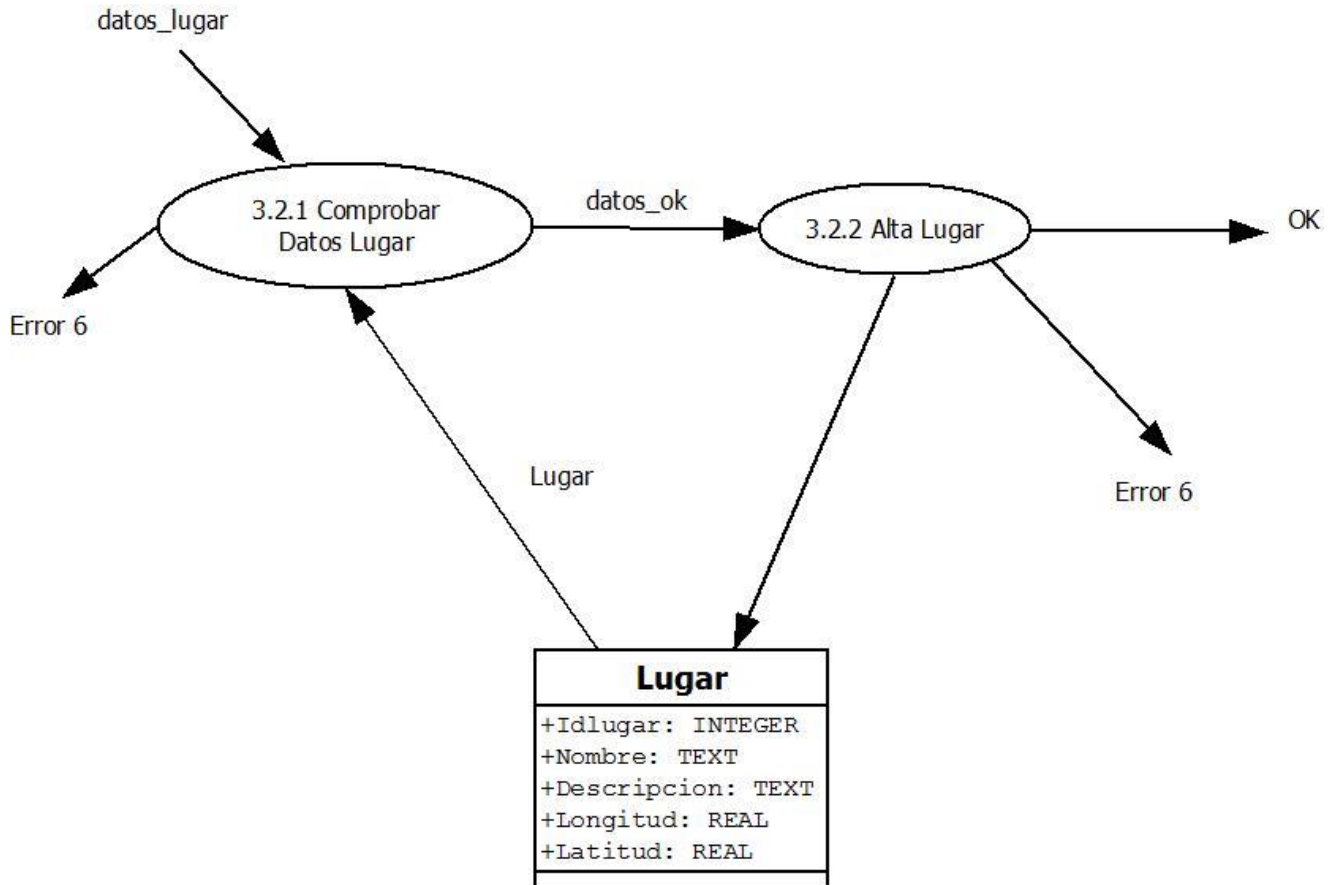 datos_lugar
3.2.1 Comprobar
Datos Lugar
datos_ok
3.2.2 Alta Lugar
OK
Error 6
Lugar
Error 6
Lugar
+Idlugar: INTEGER
+Nombre: TEXT
+Descripcion: TEXT
+Longitud: REAL
+Latitud: REAL